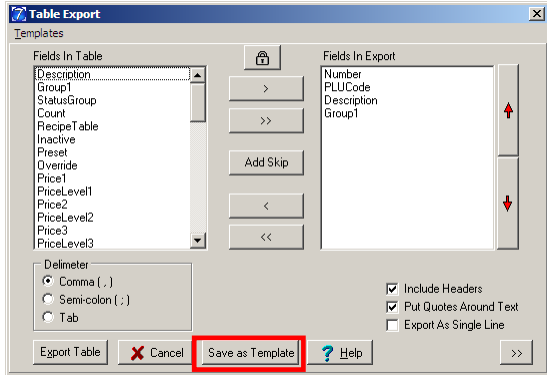 Table Export
Templates
Fields In Table
Description
Group1
StatusGroup
Count
RecipeTable
Inactive
Preset
Override
Price1
PriceLevel1
Price2
PriceLevel2
Price3
PriceLevel3
>
>>
Add Skip
<
<<
Fields In Export
Number
PLUCode
Description
Group1
Delimeter
Comma ( , )
Semi-colon ( ; )
Tab
Include Headers
Put Quotes Around Text
Export As Single Line
Export Table
Cancel
Save as Template
? Help
>>